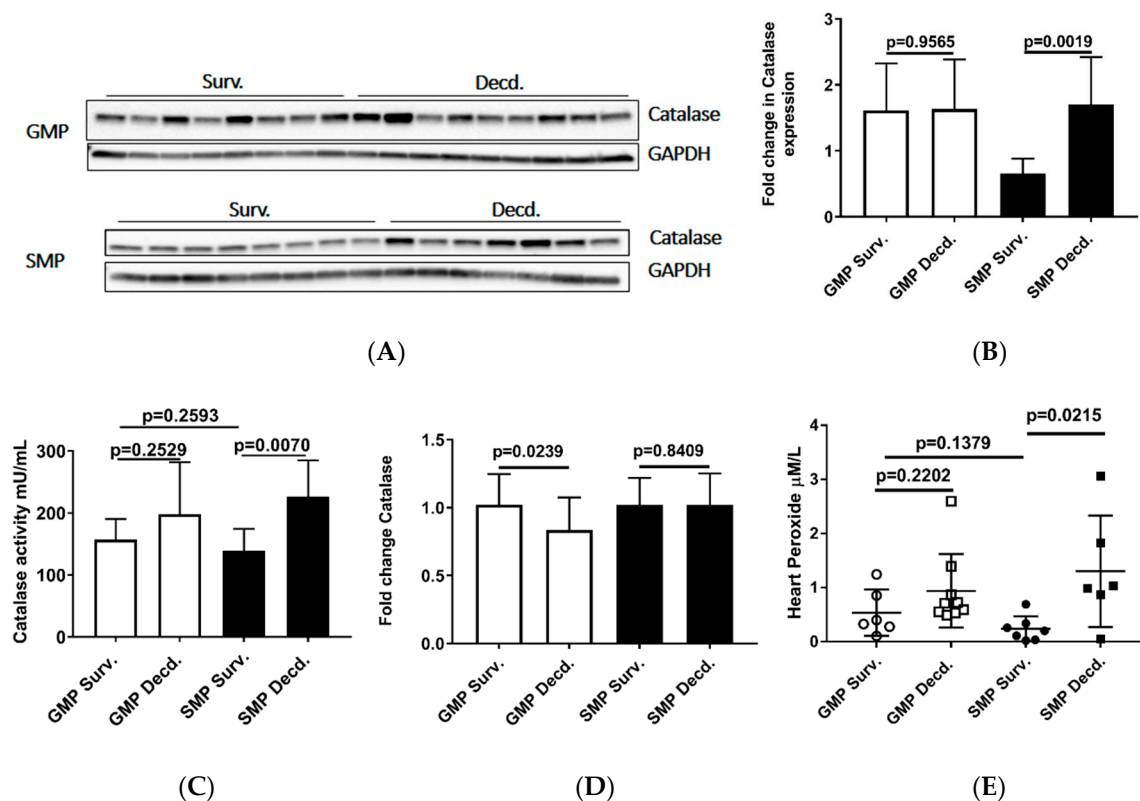 Surv.
Decd.
GMP
Catalase
GAPDH
Surv.
Decd.
SMP
Catalase
GAPDH
(A)
Fold change in Catalase
expression
3
2
1
0
p=0.9565
p=0.0019
GMP Surv.
GMP Decd.
SMP Surv.
SMP Decd.
(B)
Catalase activity mU/mL
300
200
100
0
p=0.2593
p=0.2529
p=0.0070
GMP Surv.
GMP Decd.
SMP Surv.
SMP Decd.
(C)
Fold change Catalase
1.5
1.0
0.5
0.0
p=0.0239
p=0.8409
GMP Surv.
GMP Decd.
SMP Surv.
SMP Decd.
(D)
Heart Peroxide μM/L
4
3
2
1
0
p=0.0215
p=0.1379
p=0.2202
GMP Surv.
GMP Decd.
SMP Surv.
SMP Decd.
(E)